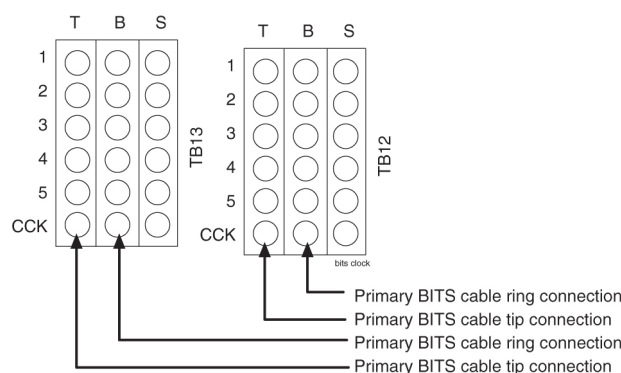 T B S
1
2
3
4
5
CCK
TB13
T B S
1
2
3
4
5
CCK
TB12
bits clock
Primary BITS cable ring connection
Primary BITS cable tip connection
Primary BITS cable ring connection
Primary BITS cable tip connection